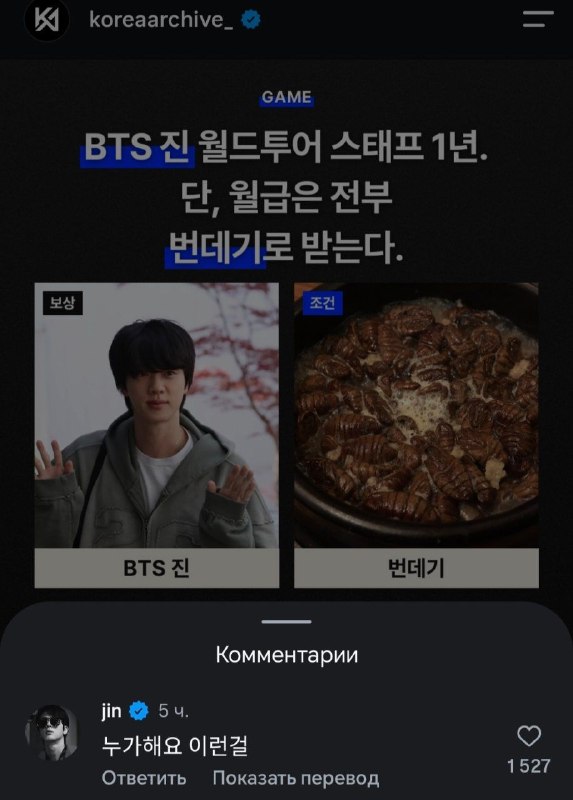 koreaarchive_
GAME
BTS 진 월드투어 스태프 1년.
단, 월급은 전부
번데기로 받는다.
보상
조건
BTS 진
번데기
Комментарии
jin 5 ч.
누가해요 이런걸
Ответить Показать перевод
1 527